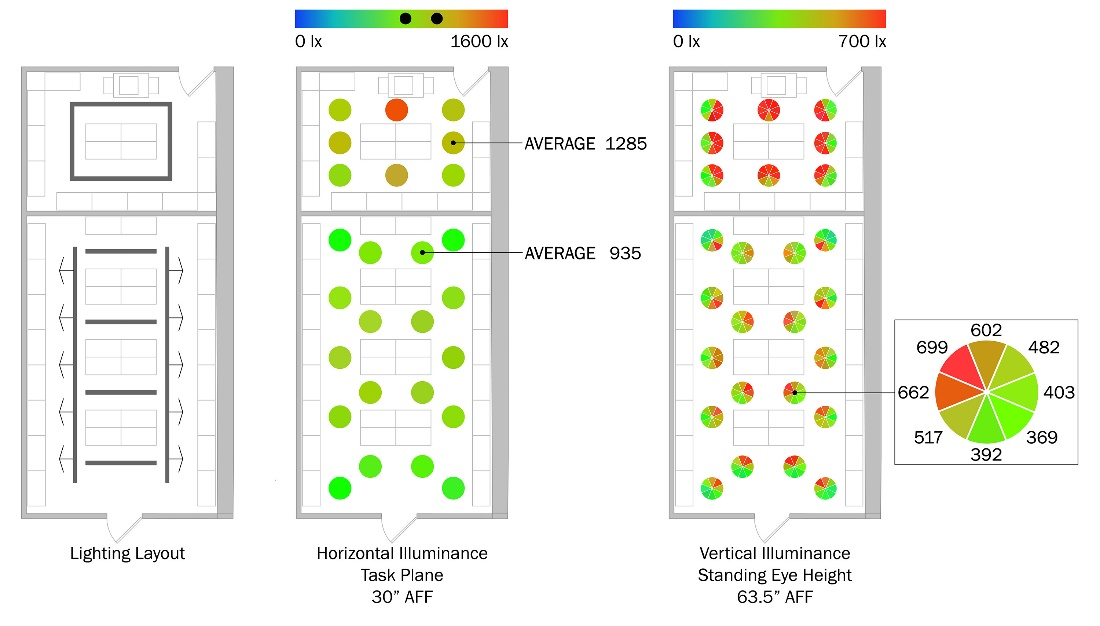 0 lx 1600 lx
0 lx 700 lx
AVERAGE 1285
AVERAGE 935
602
699 482
662 403
517 369
392
Lighting Layout
Horizontal Illuminance
Task Plane
30” AFF
Vertical Illuminance
Standing Eye Height
63.5” AFF